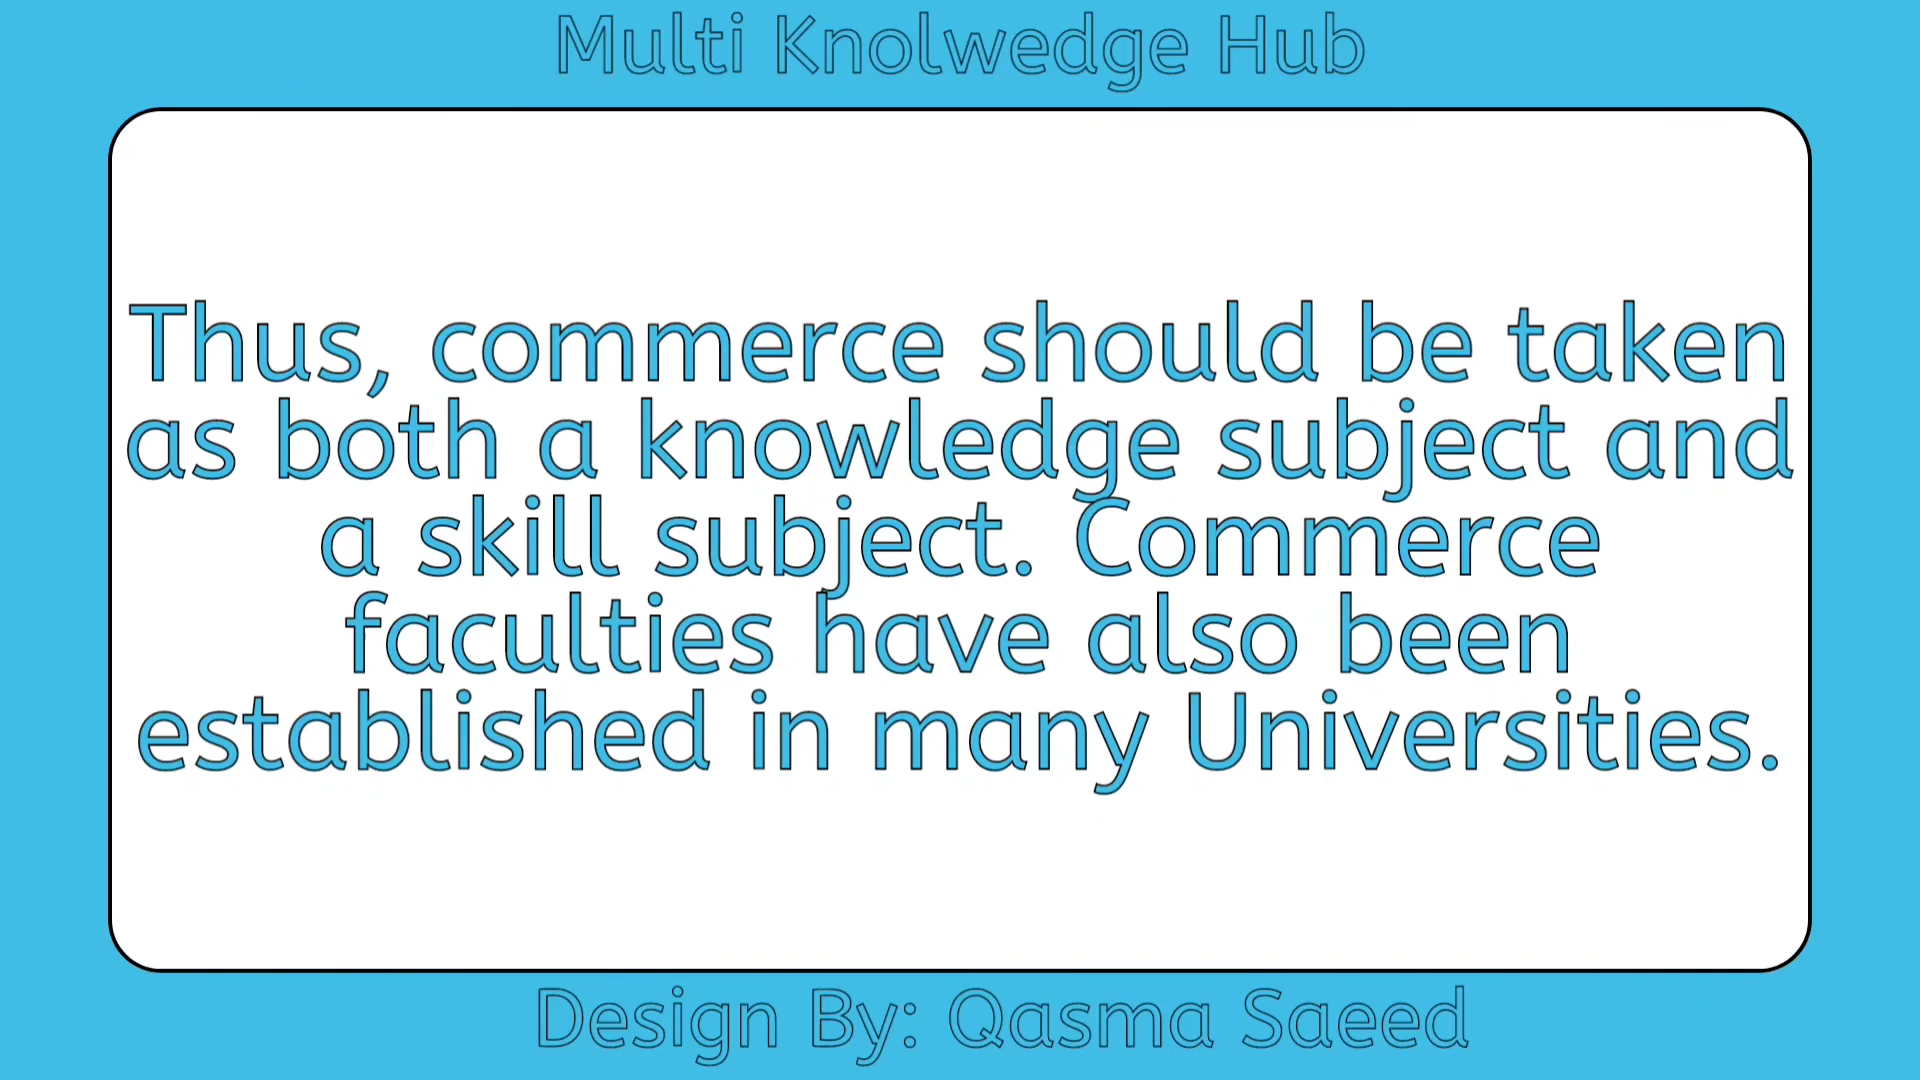 Multi Knolwedge Hub
Thus, commerce should be taken
as both a knowledge subject and
a skill subject. Commerce
faculties have also been
established in many Universities.
Design By: Qasma Saeed